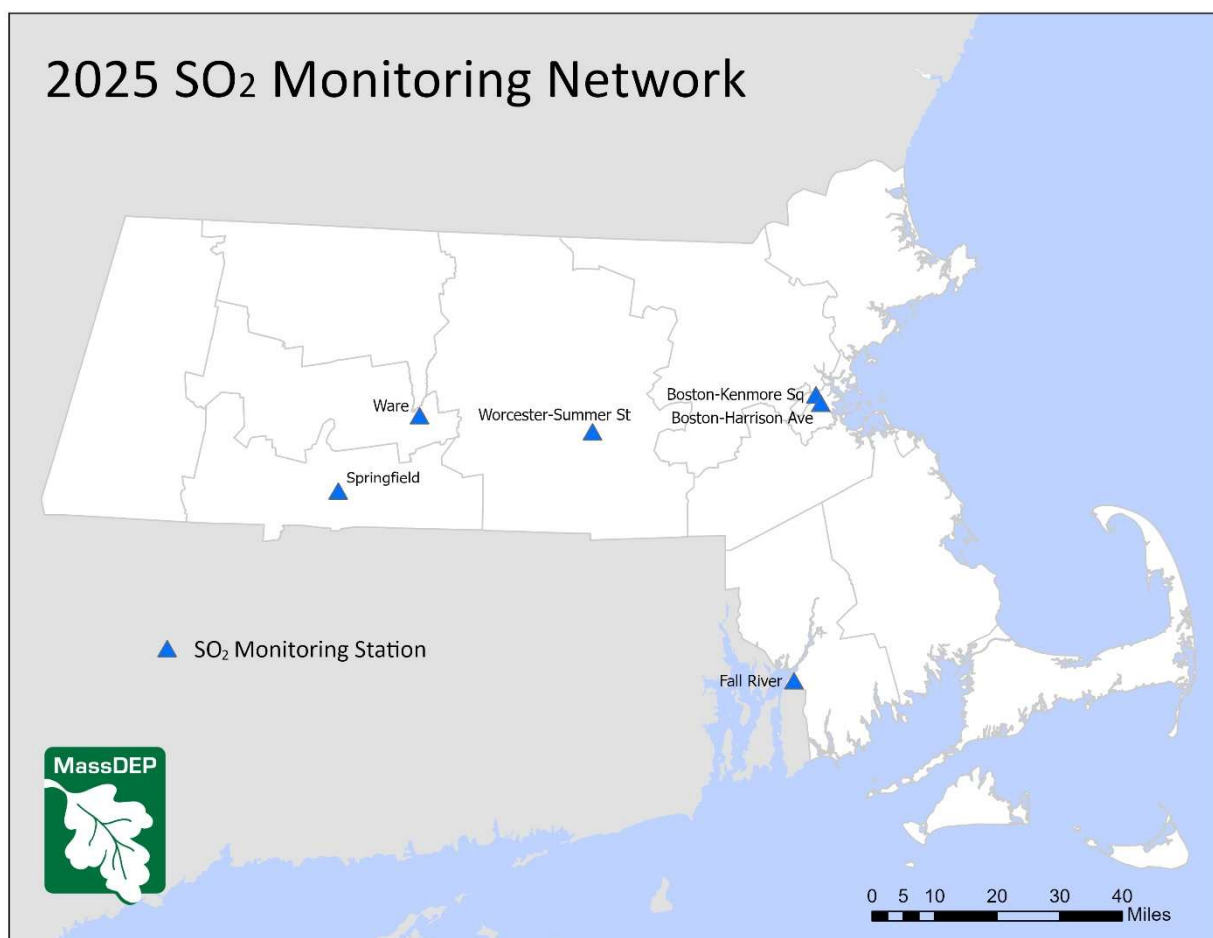 2025 SO2 Monitoring Network
Boston-Kenmore Sq
Ware
Worcester-Summer St
Boston-Harrison Ave
Springfield
SO2 Monitoring Station
Fall River
MassDEP
0 5 10 20 30 40
Miles